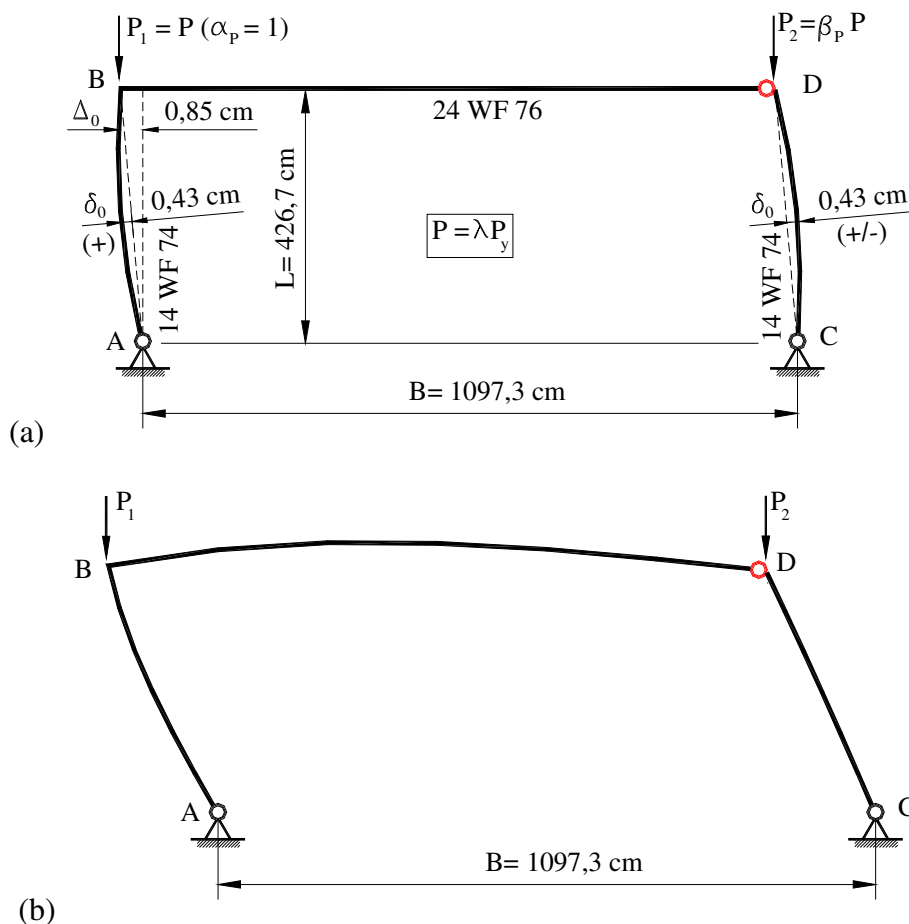 P₁ = P (α_P = 1)
P₂=β_P P
B
D
Δ₀
0,85 cm
24 WF 76
δ₀
0,43 cm
(+)
14 WF 74
L= 426,7 cm
P = λP_y
14 WF 74
δ₀
0,43 cm
(+/-)
A
C
B= 1097,3 cm
(a)
P₁
P₂
B
D
A
C
B= 1097,3 cm
(b)